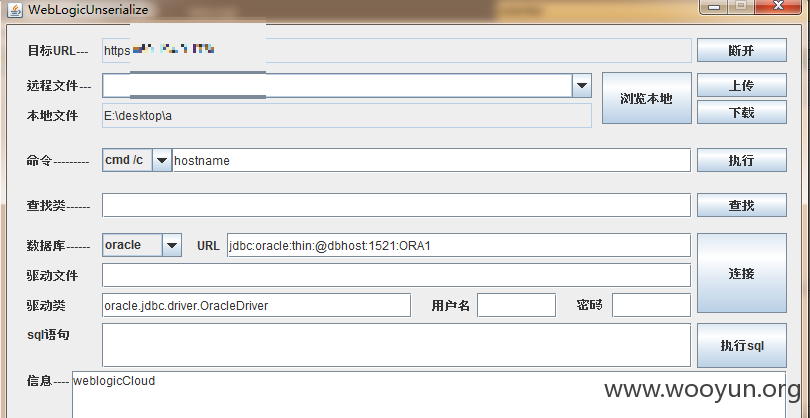 WebLogicUnserialize
目标URL--- https 断开
远程文件--- 浏览本地 上传
本地文件 E:\desktop\a 下载
命令--------- cmd /c hostname 执行
查找类------ 查找
数据库------ oracle URL jdbc:oracle:thin:@dbhost:1521:ORA1
驱动文件 连接
驱动类 oracle.jdbc.driver.OracleDriver 用户名 密码
sql语句 执行sql
信息---- weblogicCloud
www.wooyun.org